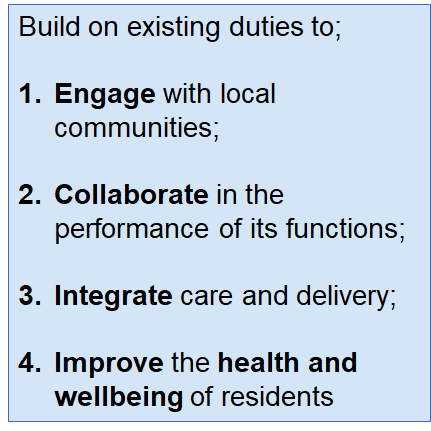 Build on existing duties to;
1. Engage with local
communities;
2. Collaborate in the
performance of its functions;
3. Integrate care and delivery;
4. Improve the health and
wellbeing of residents